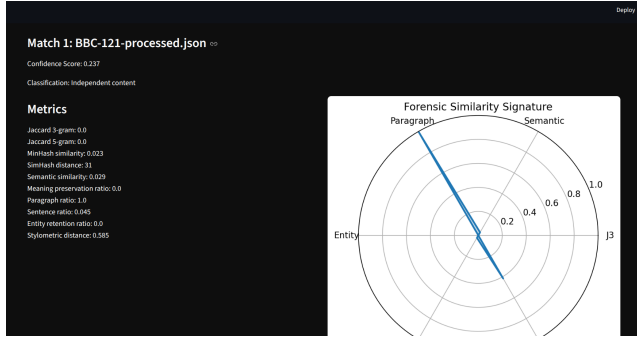 Deploy
Match 1: BBC-121-processed.json
Confidence Score: 0.237
Classification: Independent content
Metrics
Jaccard 3-gram: 0.0
Jaccard 5-gram: 0.0
MinHash similarity: 0.023
SimHash distance: 31
Semantic similarity: 0.029
Meaning preservation ratio: 0.0
Paragraph ratio: 1.0
Sentence ratio: 0.045
Entity retention ratio: 0.0
Stylometric distance: 0.585
Forensic Similarity Signature
Paragraph
Semantic
1.0
0.8
0.6
0.4
0.2
Entity
J3